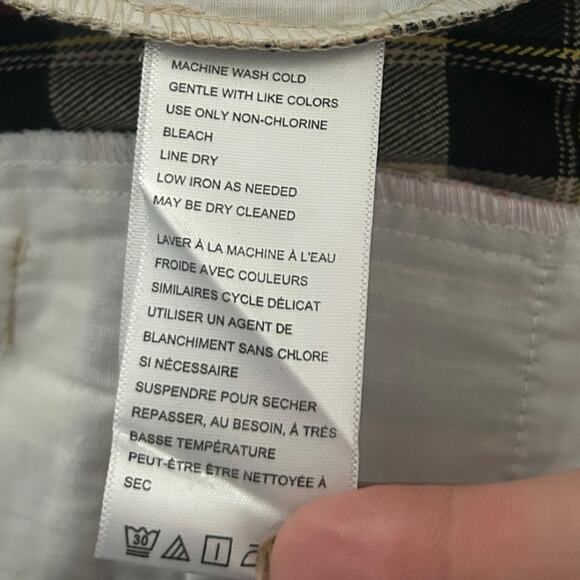 MACHINE WASH COLD
GENTLE WITH LIKE COLORS
USE ONLY NON-CHLORINE
BLEACH
LINE DRY
LOW IRON AS NEEDED
MAY BE DRY CLEANED
LAVER À LA MACHINE À L'EAU
FROIDE AVEC COULEURS
SIMILAIRES CYCLE DÉLICAT
UTILISER UN AGENT DE
BLANCHIMENT SANS CHLORE
SI NÉCESSAIRE
SUSPENDRE POUR SECHER
REPASSER, AU BESOIN, À TRÉS
BASSE TEMPÉRATURE
PEUT-ÊTRE ÊTRE NETTOYÉE À
SEC
30